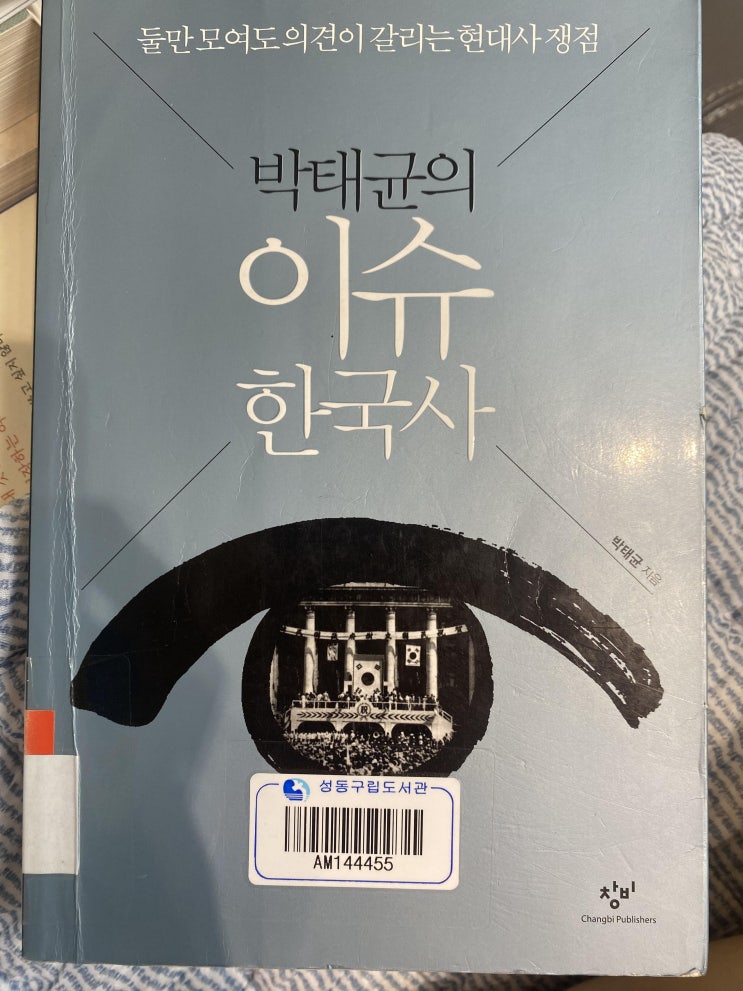 둘만 모여도 의견이 갈리는 현대사 쟁점
박태균의
이슈
한국사
박태균 지음
성동구립도서관
AM144455
창비
Changbi Publishers